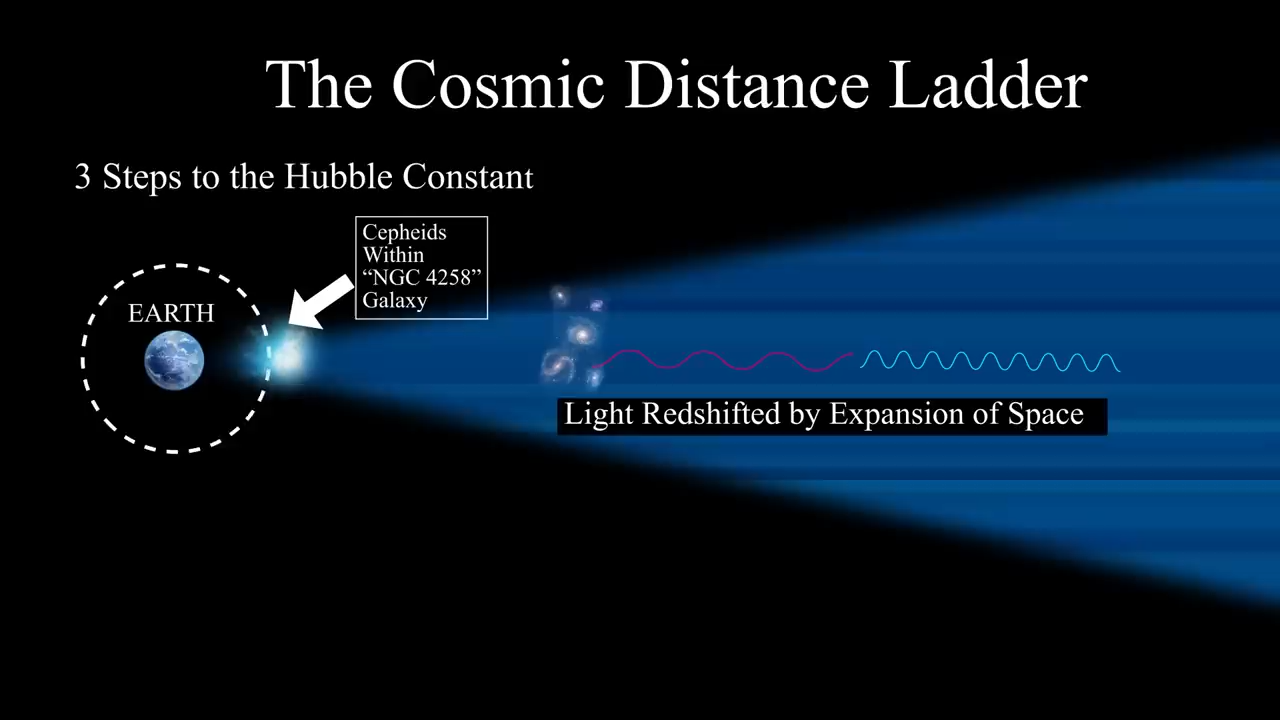 The Cosmic Distance Ladder
3 Steps to the Hubble Constant
Cepheids
Within
“NGC 4258”
Galaxy
EARTH
Light Redshifted by Expansion of Space